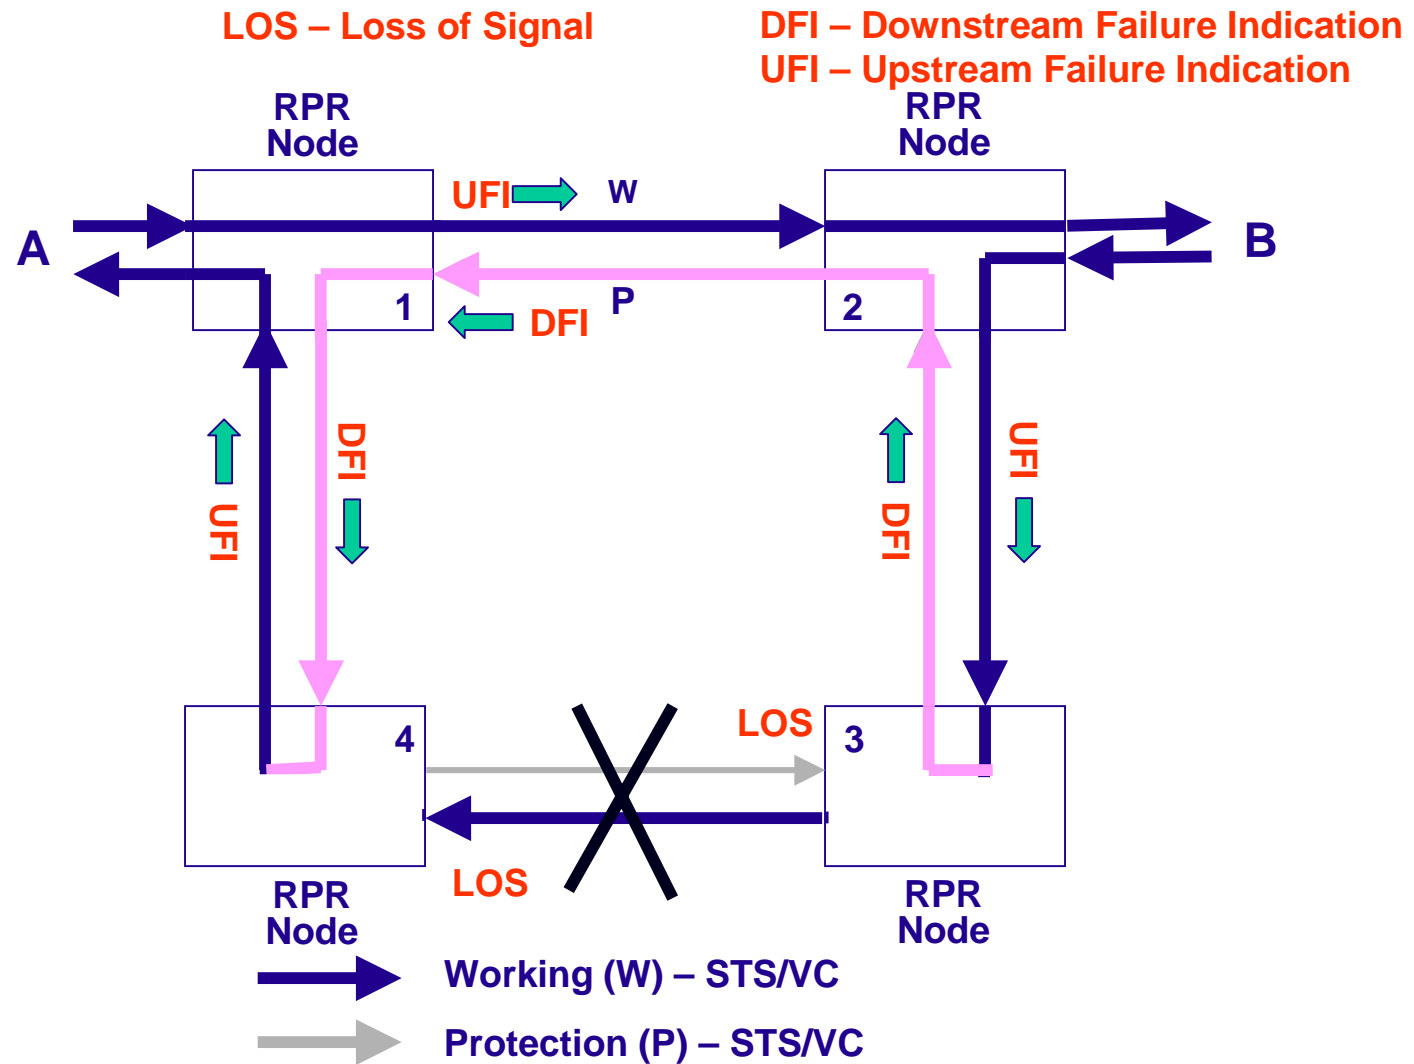 LOS – Loss of Signal
DFI – Downstream Failure Indication
UFI – Upstream Failure Indication
RPR
Node
RPR
Node
UFI
W
A
B
1
P
2
DFI
DFI
UFI
UFI
DFI
4
LOS
3
LOS
RPR
Node
RPR
Node
Working (W) – STS/VC
Protection (P) – STS/VC